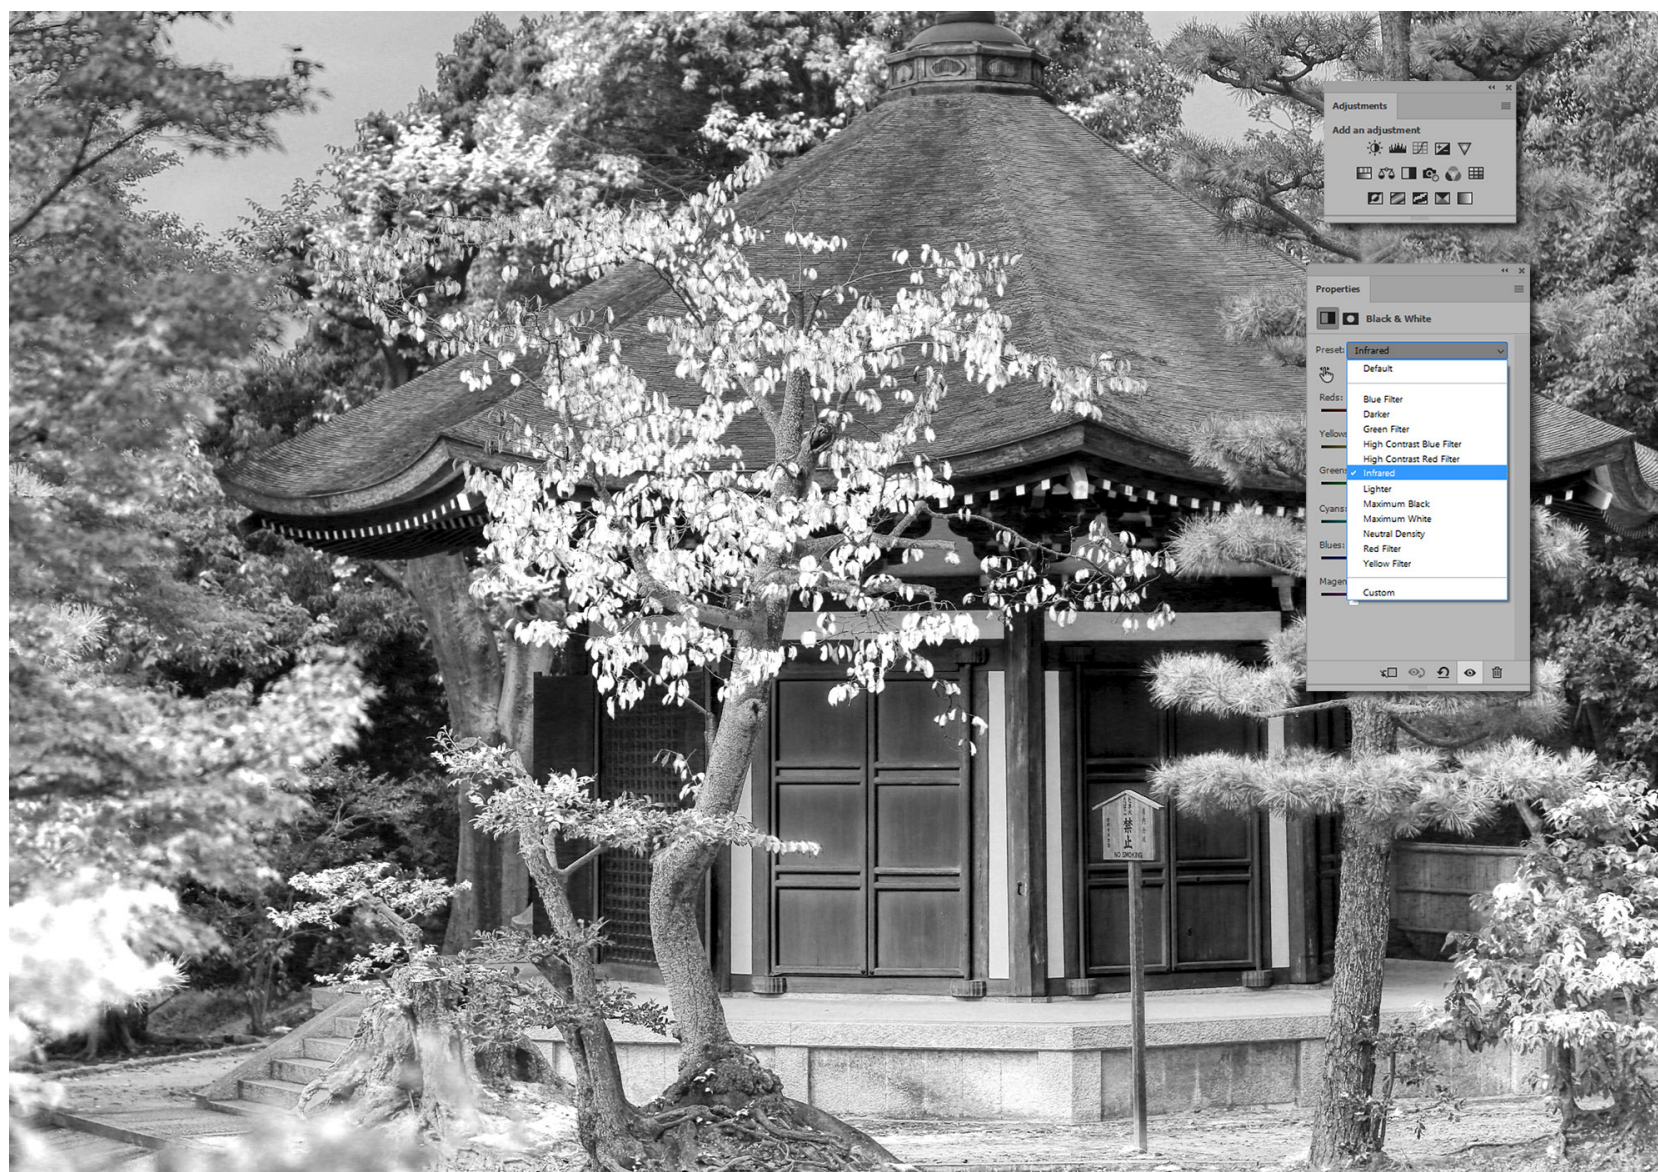 Adjustments
Add an adjustment
Properties
Black & White
Preset: Infrared
Default
Reds:
Blue Filter
Darker
Green Filter
Yellows
High Contrast Blue Filter
High Contrast Red Filter
Greens
Infrared
Lighter
Maximum Black
Cyans:
Maximum White
Neutral Density
Blues:
Red Filter
Yellow Filter
Magen
Custom
禁止
NO SMOKING